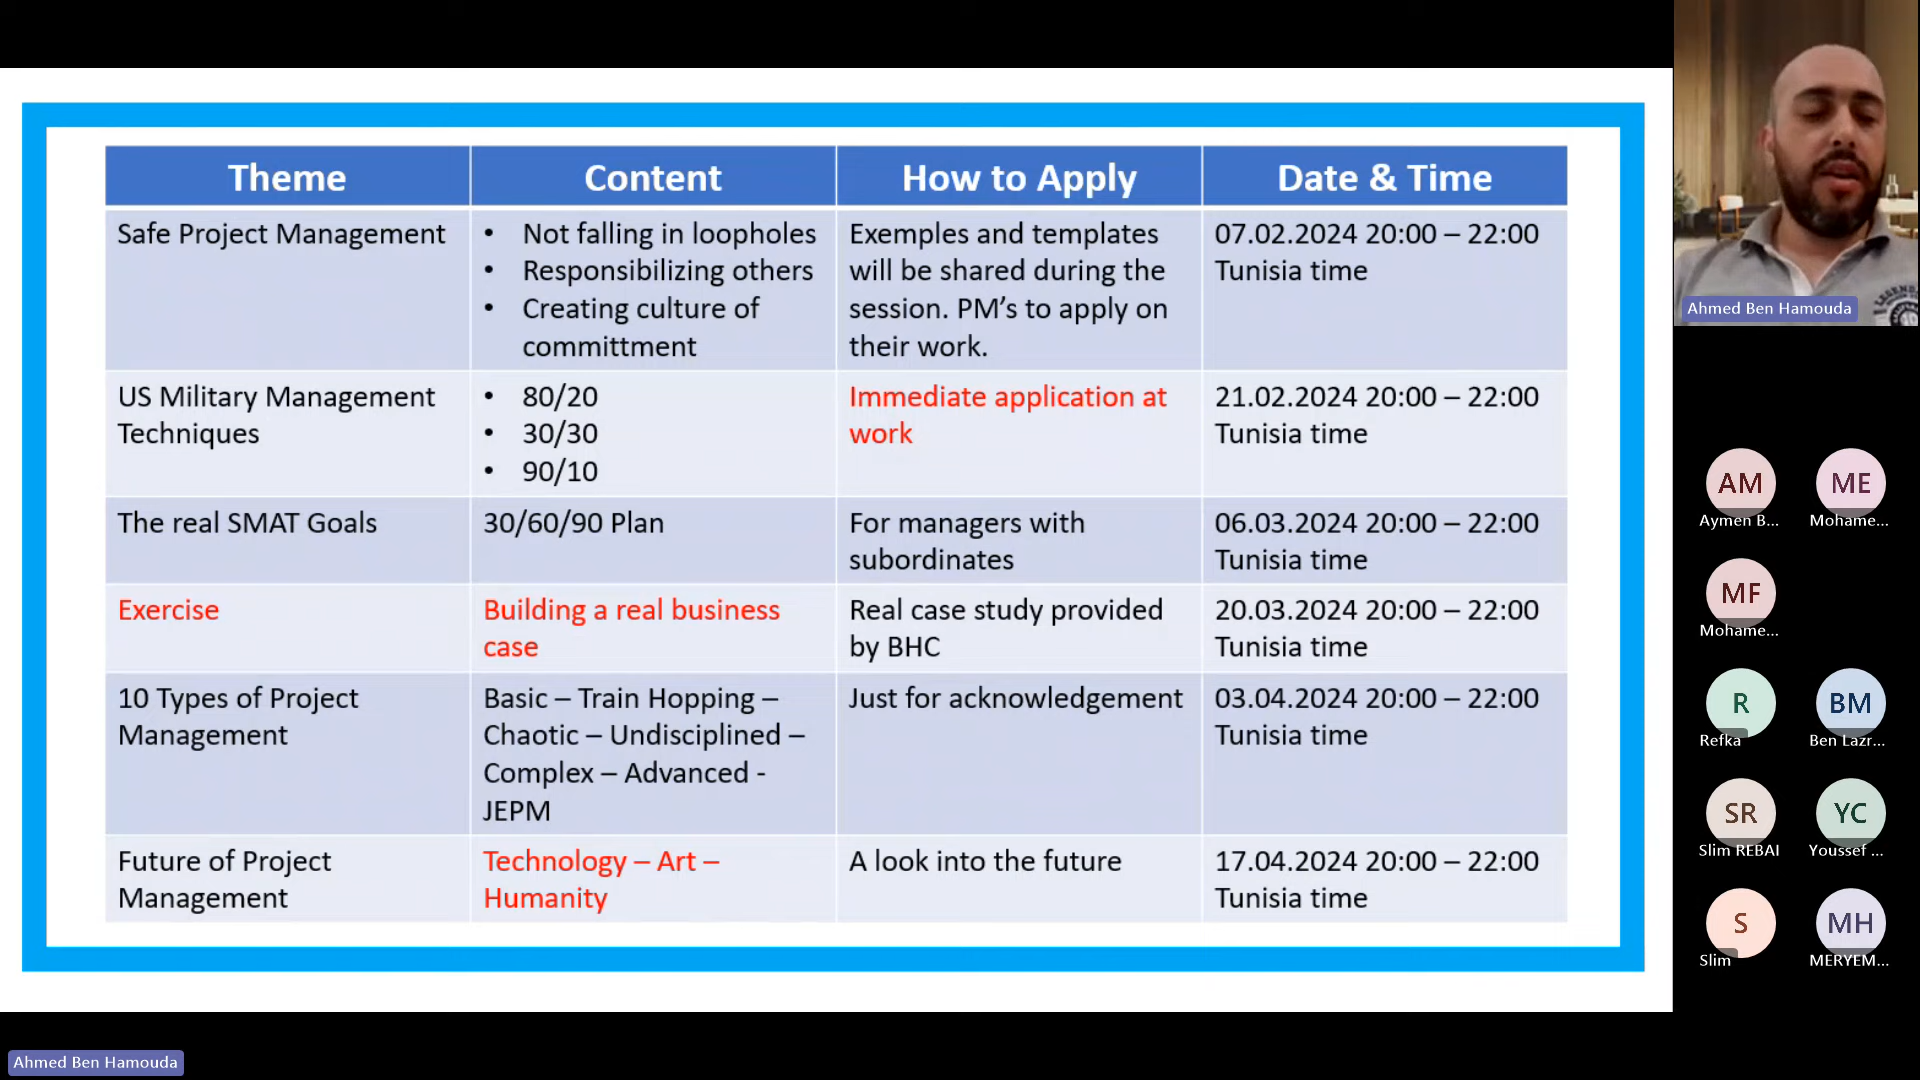 Theme
Content
How to Apply
Date & Time
Safe Project Management
• Not falling in loopholes
• Responsibilizing others
• Creating culture of
committment
Exemples and templates
will be shared during the
session. PM's to apply on
their work.
07.02.2024 20:00 – 22:00
Tunisia time
US Military Management
Techniques
• 80/20
• 30/30
• 90/10
Immediate application at
work
21.02.2024 20:00 – 22:00
Tunisia time
The real SMAT Goals
30/60/90 Plan
For managers with
subordinates
06.03.2024 20:00 – 22:00
Tunisia time
Exercise
Building a real business
case
Real case study provided
by BHC
20.03.2024 20:00 – 22:00
Tunisia time
10 Types of Project
Management
Basic – Train Hopping –
Chaotic – Undisciplined –
Complex – Advanced -
JEPM
Just for acknowledgement
03.04.2024 20:00 – 22:00
Tunisia time
Future of Project
Management
Technology – Art –
Humanity
A look into the future
17.04.2024 20:00 – 22:00
Tunisia time
Ahmed Ben Hamouda
AM
Aymen B...
ME
Mohame...
MF
Mohame...
R
Refka
BM
Ben Lazr...
SR
Slim REBAI
YC
Youssef ...
S
Slim
MH
MERYEM...
Ahmed Ben Hamouda